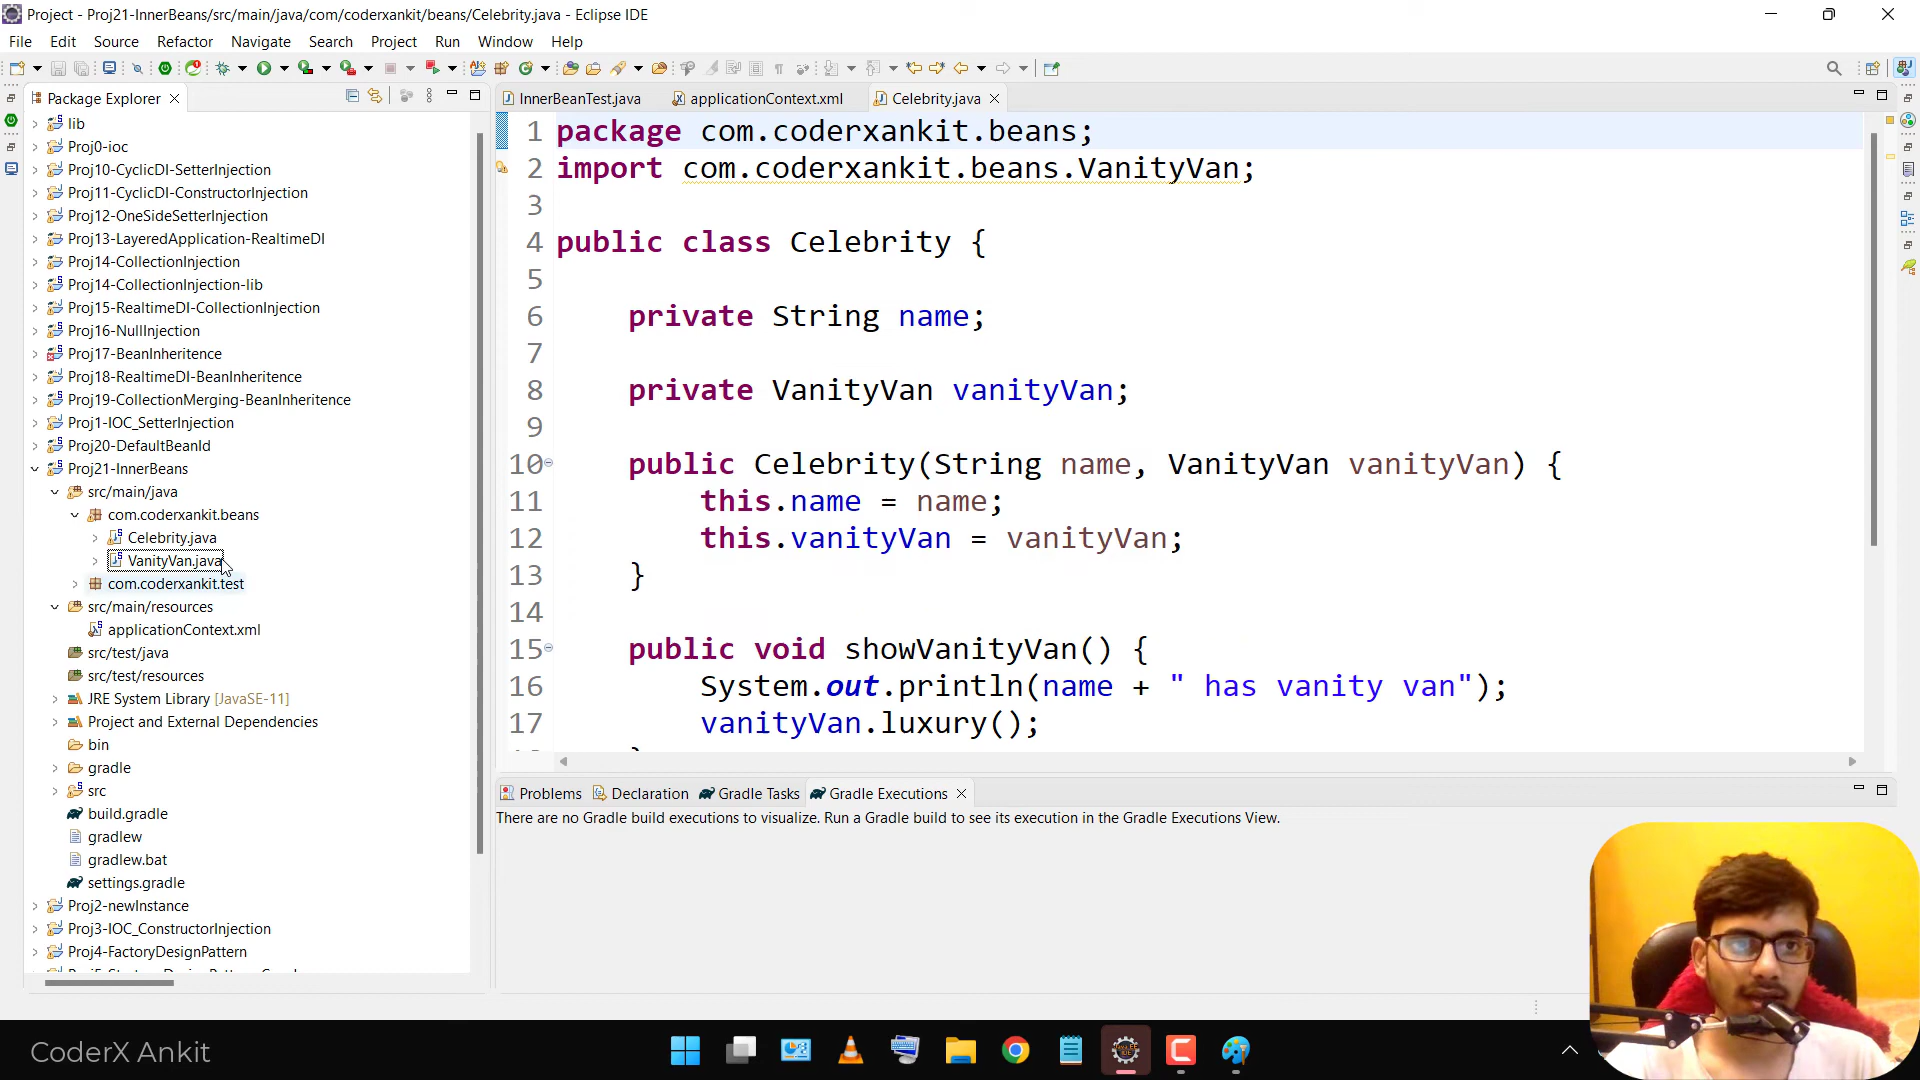 Project - Proj21-InnerBeans/src/main/java/com/coderxankit/beans/Celebrity.java - Eclipse IDE
File Edit Source Refactor Navigate Search Project Run Window Help
Package Explorer
lib
Proj0-ioc
Proj10-CyclicDI-SetterInjection
Proj11-CyclicDI-ConstructorInjection
Proj12-OneSideSetterInjection
Proj13-LayeredApplication-RealtimeDI
Proj14-CollectionInjection
Proj14-CollectionInjection-lib
Proj15-RealtimeDI-CollectionInjection
Proj16-NullInjection
Proj17-BeanInheritence
Proj18-RealtimeDI-BeanInheritence
Proj19-CollectionMerging-BeanInheritence
Proj1-IOC_SetterInjection
Proj20-DefaultBeanId
Proj21-InnerBeans
src/main/java
com.coderxankit.beans
Celebrity.java
VanityVan.java
com.coderxankit.test
src/main/resources
applicationContext.xml
src/test/java
src/test/resources
JRE System Library [JavaSE-11]
Project and External Dependencies
bin
gradle
src
build.gradle
gradlew
gradlew.bat
settings.gradle
Proj2-newInstance
Proj3-IOC_ConstructorInjection
Proj4-FactoryDesignPattern
InnerBeanTest.java applicationContext.xml Celebrity.java
1 package com.coderxankit.beans;
2 import com.coderxankit.beans.VanityVan;
3
4 public class Celebrity {
5
6 private String name;
7
8 private VanityVan vanityVan;
9
10 public Celebrity(String name, VanityVan vanityVan) {
11 this.name = name;
12 this.vanityVan = vanityVan;
13 }
14
15 public void showVanityVan() {
16 System.out.println(name + " has vanity van");
17 vanityVan.luxury();
Problems Declaration Gradle Tasks Gradle Executions
There are no Gradle build executions to visualize. Run a Gradle build to see its execution in the Gradle Executions View.
CoderX Ankit